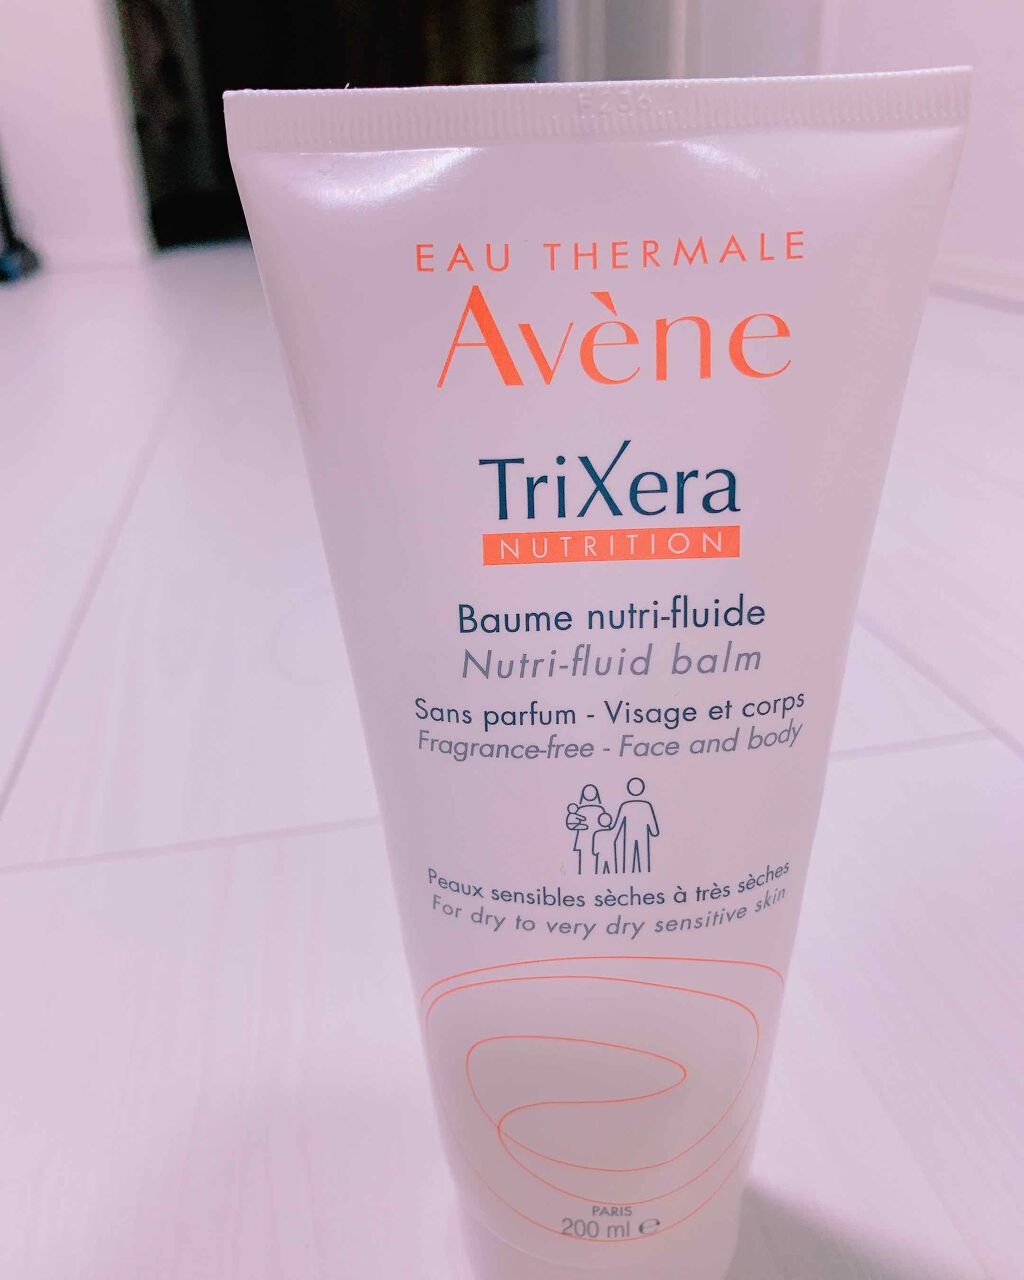 EAU THERMALE
Avène
TriXera
NUTRITION
Baume nutri-fluide
Nutri-fluid balm
Sans parfum - Visage et corps
Fragrance-free - Face and body
Peaux sensibles sèches à très sèches
For dry to very dry sensitive skin
PARIS
200 ml ℮